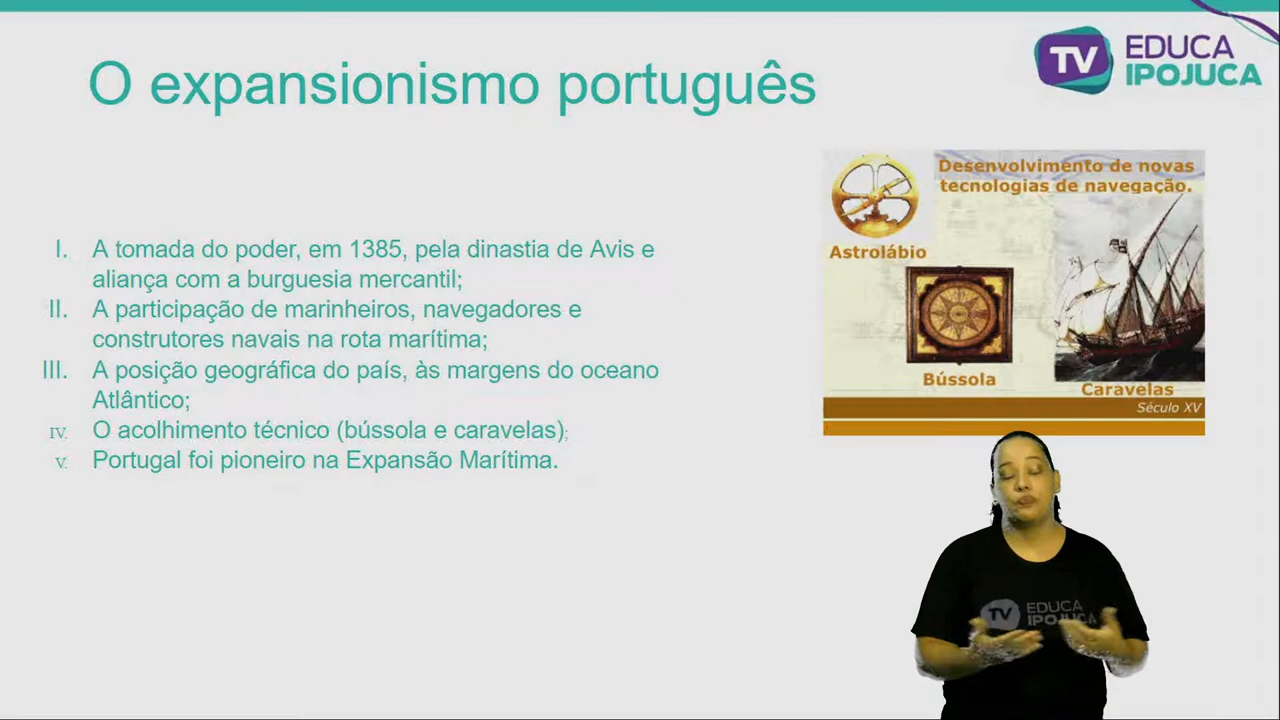 O expansionismo português
TV EDUCA
IPOJUCA
I. A tomada do poder, em 1385, pela dinastia de Avis e
aliança com a burguesia mercantil;
II. A participação de marinheiros, navegadores e
construtores navais na rota marítima;
III. A posição geográfica do país, às margens do oceano
Atlântico;
IV. O acolhimento técnico (bússola e caravelas);
V. Portugal foi pioneiro na Expansão Marítima.
Desenvolvimento de novas
tecnologias de navegação.
Astrolábio
Bússola
Caravelas
Século XV
TV EDUCA
IPOJUCA